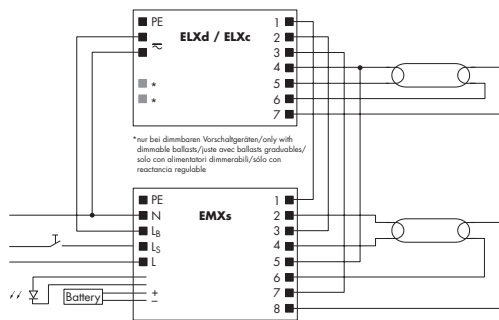 PE ELXd / ELXc 1
2
3
4
* 5
* 6
7
*nur bei dimmbaren Vorschaltgeräten/only with
dimmable ballasts/juste avec ballasts graduables/
solo con alimentatori dimmerabili/sólo con
reactancia regulable
PE 1
N EMXs 2
LB 3
LS 4
L 5
6
+ 7
Battery − 8